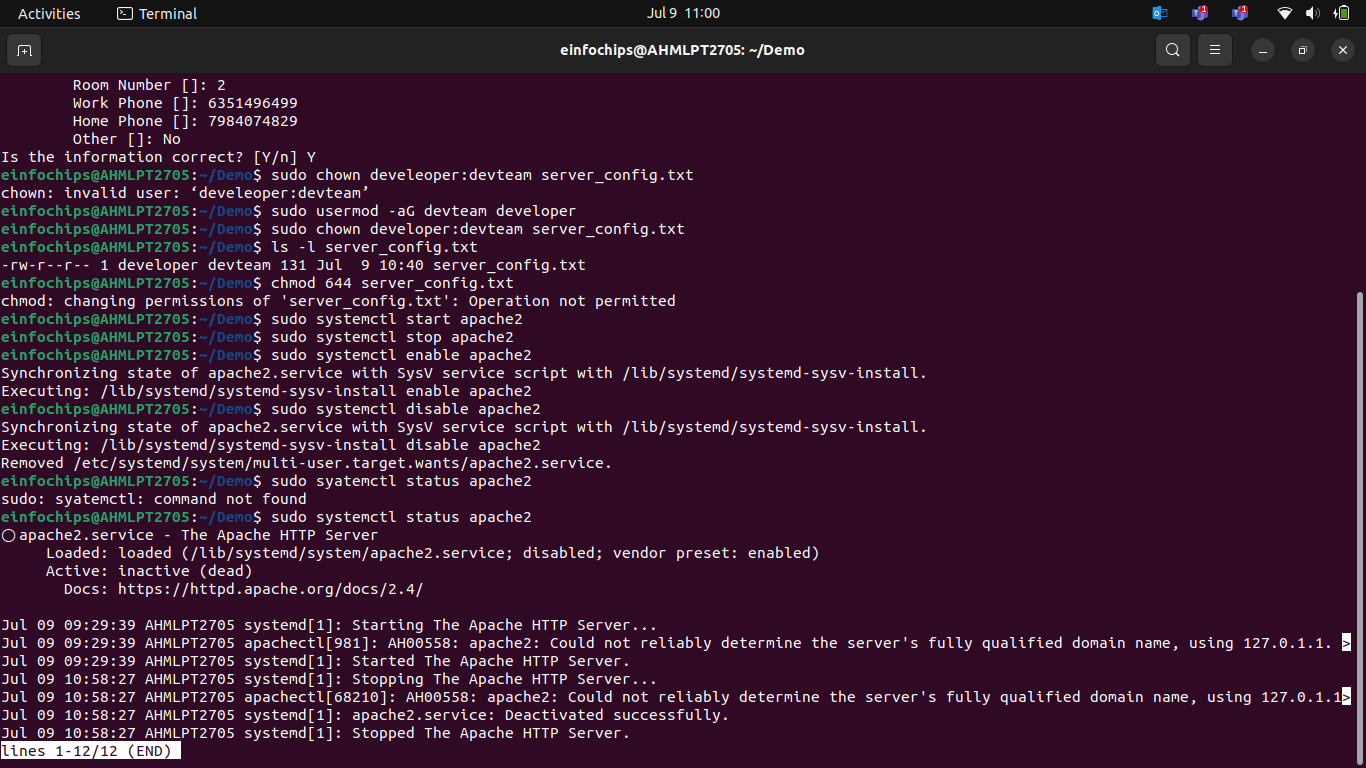 Activities Terminal Jul 9 11:00 1 1
einfochips@AHMLPT2705: ~/Demo
Room Number []: 2
Work Phone []: 6351496499
Home Phone []: 7984074829
Other []: No
Is the information correct? [Y/n] Y
einfochips@AHMLPT2705:~/Demo$ sudo chown develeoper:devteam server_config.txt
chown: invalid user: ‘develeoper:devteam’
einfochips@AHMLPT2705:~/Demo$ sudo usermod -aG devteam developer
einfochips@AHMLPT2705:~/Demo$ sudo chown developer:devteam server_config.txt
einfochips@AHMLPT2705:~/Demo$ ls -l server_config.txt
-rw-r--r-- 1 developer devteam 131 Jul  9 10:40 server_config.txt
einfochips@AHMLPT2705:~/Demo$ chmod 644 server_config.txt
chmod: changing permissions of 'server_config.txt': Operation not permitted
einfochips@AHMLPT2705:~/Demo$ sudo systemctl start apache2
einfochips@AHMLPT2705:~/Demo$ sudo systemctl stop apache2
einfochips@AHMLPT2705:~/Demo$ sudo systemctl enable apache2
Synchronizing state of apache2.service with SysV service script with /lib/systemd/systemd-sysv-install.
Executing: /lib/systemd/systemd-sysv-install enable apache2
einfochips@AHMLPT2705:~/Demo$ sudo systemctl disable apache2
Synchronizing state of apache2.service with SysV service script with /lib/systemd/systemd-sysv-install.
Executing: /lib/systemd/systemd-sysv-install disable apache2
Removed /etc/systemd/system/multi-user.target.wants/apache2.service.
einfochips@AHMLPT2705:~/Demo$ sudo syatemctl status apache2
sudo: syatemctl: command not found
einfochips@AHMLPT2705:~/Demo$ sudo systemctl status apache2
○ apache2.service - The Apache HTTP Server
Loaded: loaded (/lib/systemd/system/apache2.service; disabled; vendor preset: enabled)
Active: inactive (dead)
Docs: https://httpd.apache.org/docs/2.4/
Jul 09 09:29:39 AHMLPT2705 systemd[1]: Starting The Apache HTTP Server...
Jul 09 09:29:39 AHMLPT2705 apachectl[981]: AH00558: apache2: Could not reliably determine the server's fully qualified domain name, using 127.0.1.1. >
Jul 09 09:29:39 AHMLPT2705 systemd[1]: Started The Apache HTTP Server.
Jul 09 10:58:27 AHMLPT2705 systemd[1]: Stopping The Apache HTTP Server...
Jul 09 10:58:27 AHMLPT2705 apachectl[68210]: AH00558: apache2: Could not reliably determine the server's fully qualified domain name, using 127.0.1.1>
Jul 09 10:58:27 AHMLPT2705 systemd[1]: apache2.service: Deactivated successfully.
Jul 09 10:58:27 AHMLPT2705 systemd[1]: Stopped The Apache HTTP Server.
lines 1-12/12 (END)